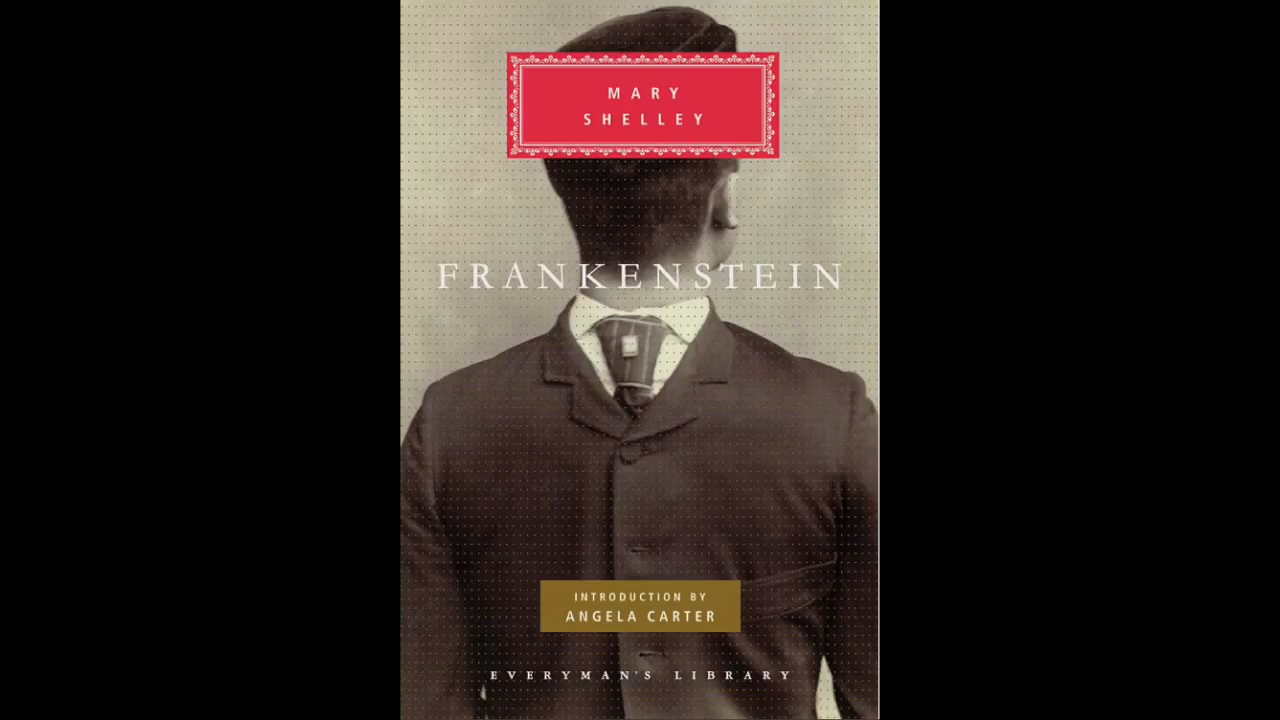 MARY
SHELLEY
FRANKENSTEIN
INTRODUCTION BY
ANGELA CARTER
EVERYMAN'S LIBRARY